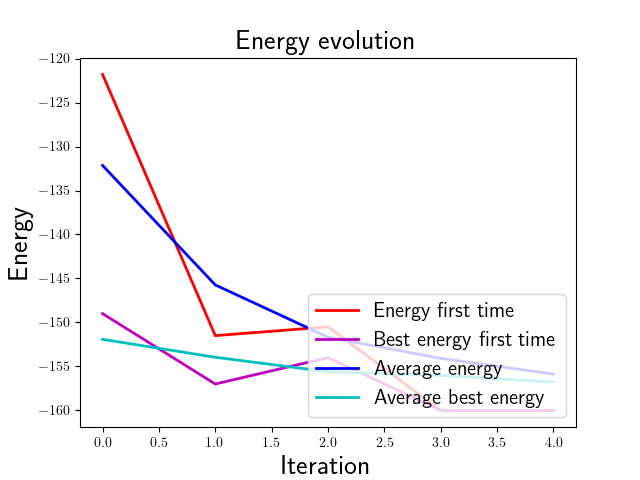 Energy evolution
Energy
−120
−125
−130
−135
−140
−145
−150
−155
−160
Energy first time
Best energy first time
Average energy
Average best energy
0.0 0.5 1.0 1.5 2.0 2.5 3.0 3.5 4.0
Iteration